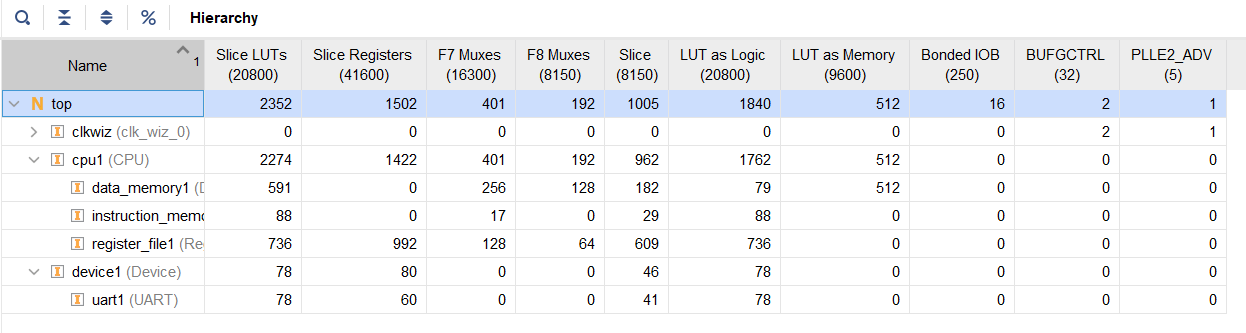 Hierarchy
Name 1 Slice LUTs (20800) Slice Registers (41600) F7 Muxes (16300) F8 Muxes (8150) Slice (8150) LUT as Logic (20800) LUT as Memory (9600) Bonded IOB (250) BUFGCTRL (32) PLLE2_ADV (5)
N top 2352 1502 401 192 1005 1840 512 16 2 1
I clkwiz (clk_wiz_0) 0 0 0 0 0 0 0 0 2 1
I cpu1 (CPU) 2274 1422 401 192 962 1762 512 0 0 0
I data_memory1 (D 591 0 256 128 182 79 512 0 0 0
I instruction_memo 88 0 17 0 29 88 0 0 0 0
I register_file1 (Re 736 992 128 64 609 736 0 0 0 0
I device1 (Device) 78 80 0 0 46 78 0 0 0 0
I uart1 (UART) 78 60 0 0 41 78 0 0 0 0